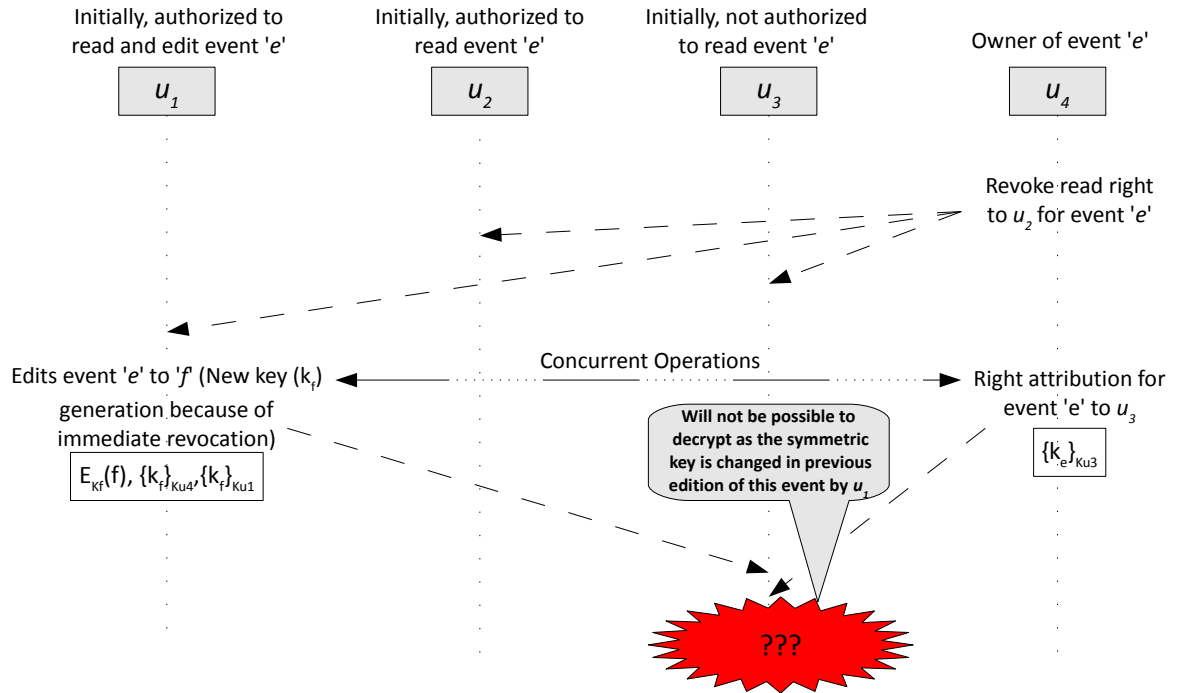 Initially, authorized to
read and edit event 'e'
Initially, authorized to
read event 'e'
Initially, not authorized
to read event 'e'
Owner of event 'e'
u1
u2
u3
u4
Revoke read right
to u2 for event 'e'
Concurrent Operations
Edits event 'e' to 'f' (New key (kf)
generation because of
immediate revocation)
EKf(f), {kf}Ku4,{kf}Ku1
Right attribution for
event 'e' to u3
{ke}Ku3
Will not be possible to
decrypt as the symmetric
key is changed in previous
edition of this event by u1
???